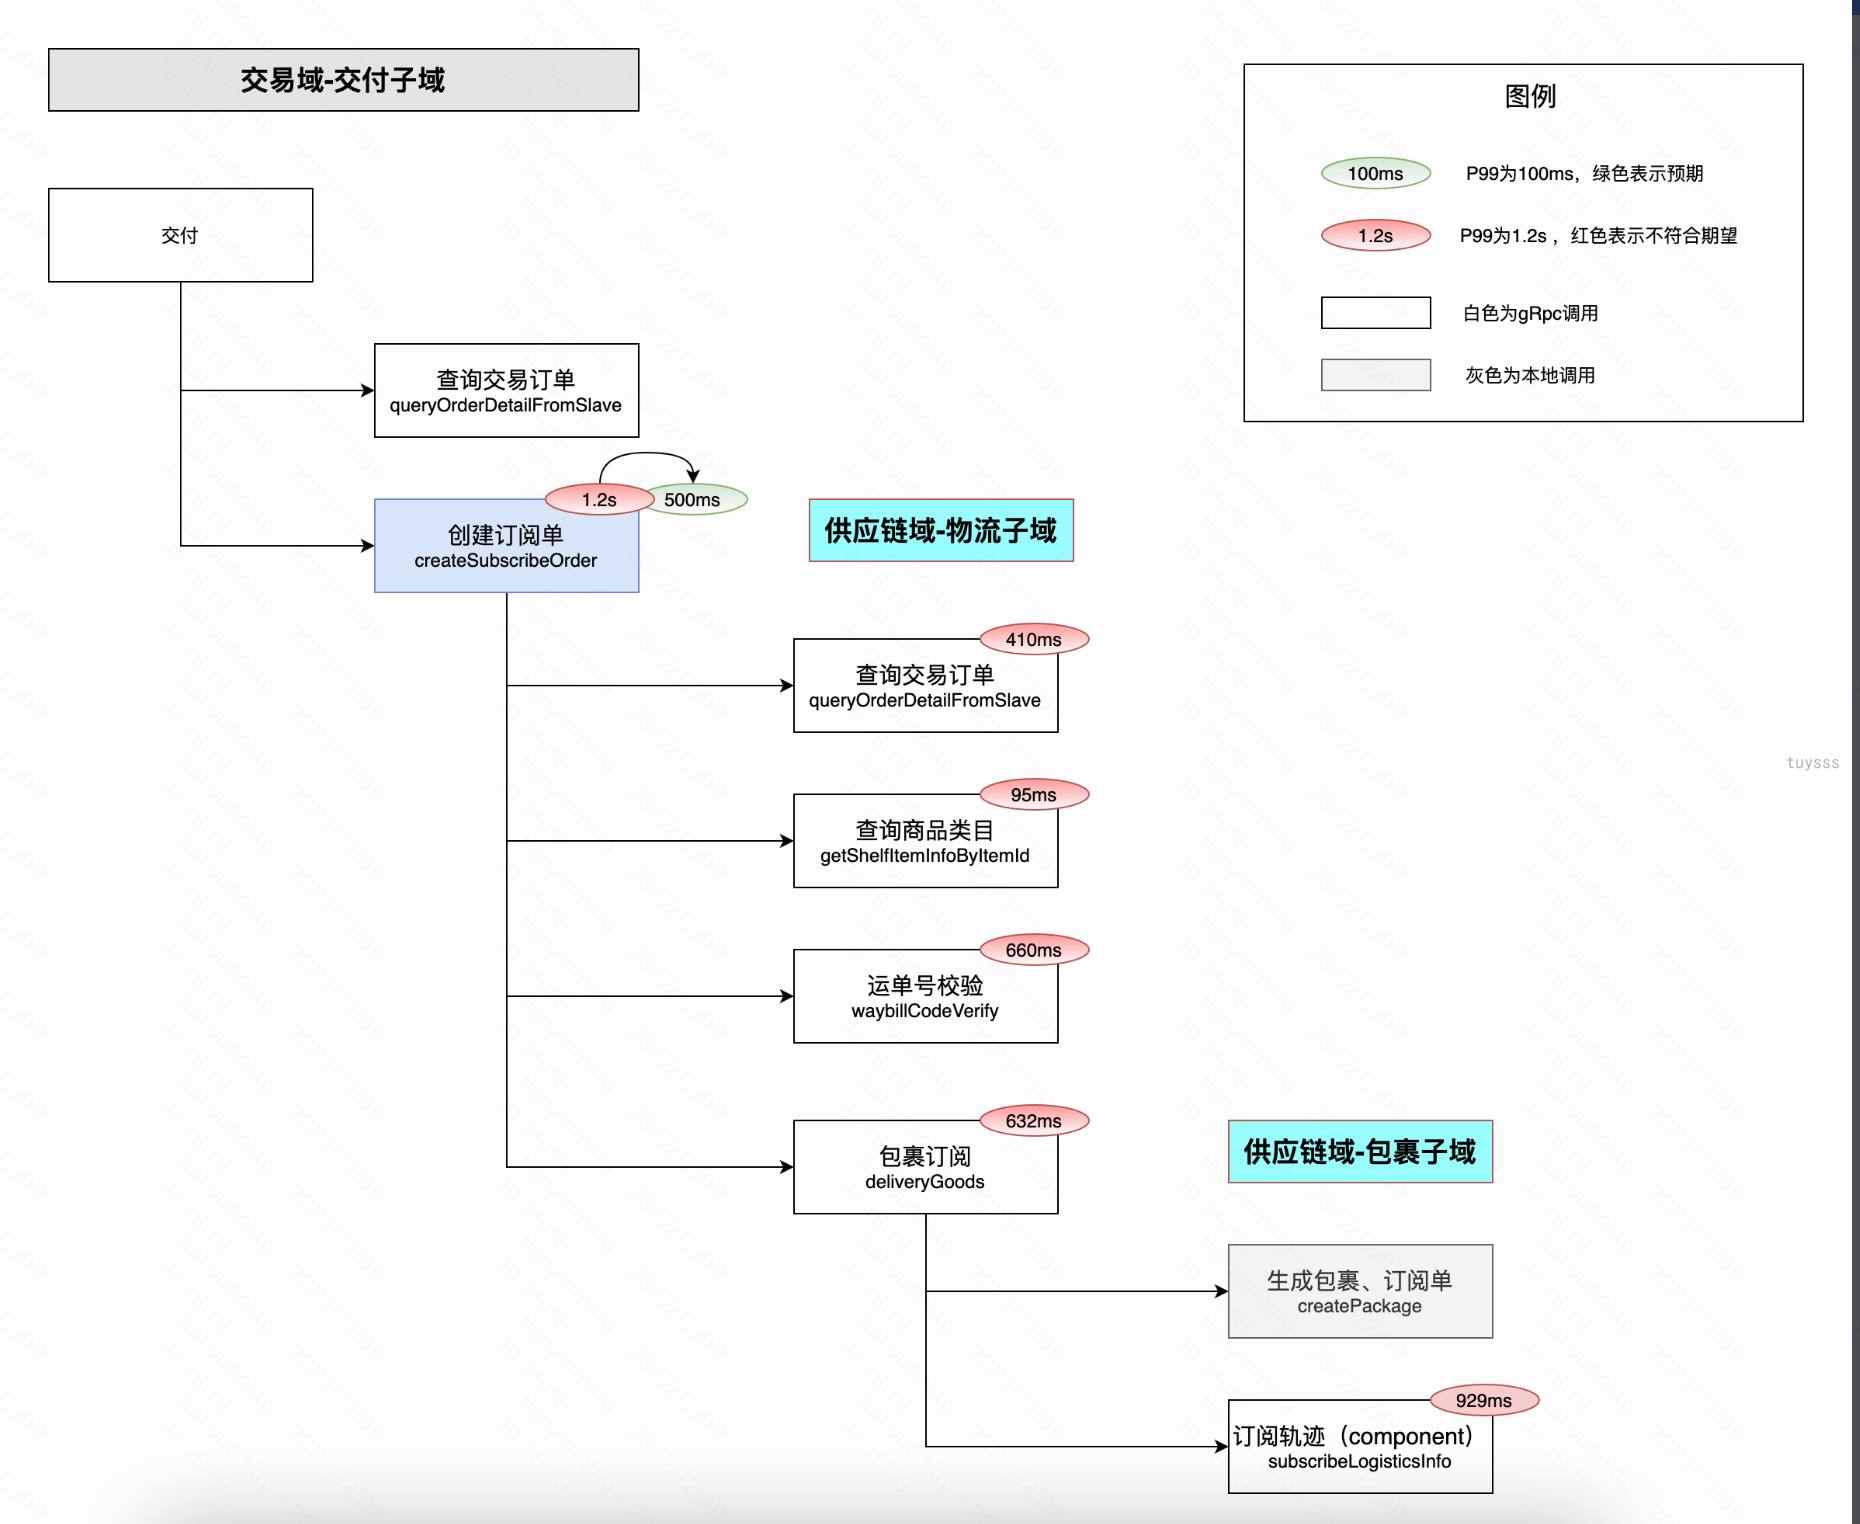 交易域-交付子域
图例
100ms
P99为100ms，绿色表示预期
1.2s
P99为1.2s ，红色表示不符合期望
白色为gRpc调用
灰色为本地调用
交付
查询交易订单
queryOrderDetailFromSlave
1.2s
500ms
创建订阅单
createSubscribeOrder
供应链域-物流子域
410ms
查询交易订单
queryOrderDetailFromSlave
95ms
查询商品类目
getShelfItemInfoByItemId
660ms
运单号校验
waybillCodeVerify
632ms
包裹订阅
deliveryGoods
供应链域-包裹子域
生成包裹、订阅单
createPackage
929ms
订阅轨迹（component）
subscribeLogisticsInfo
tuysss